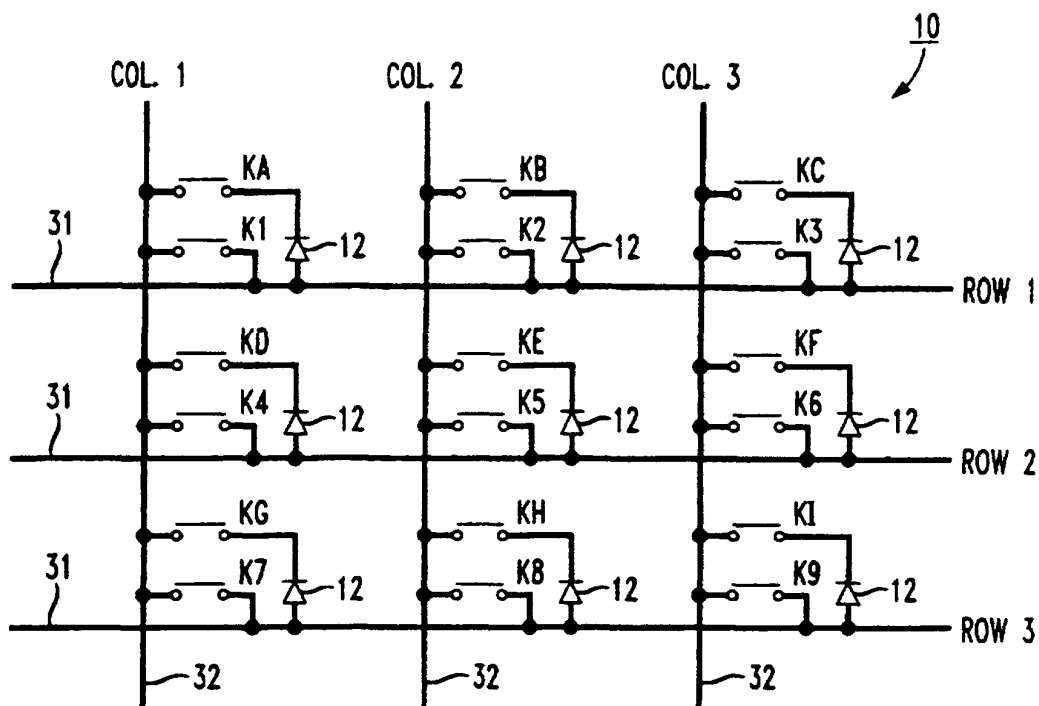 10
COL. 1 COL. 2 COL. 3
KA KB KC
31 K1 12 K2 12 K3 12
ROW 1
KD KE KF
31 K4 12 K5 12 K6 12
ROW 2
KG KH KI
31 K7 12 K8 12 K9 12
ROW 3
32 32 32